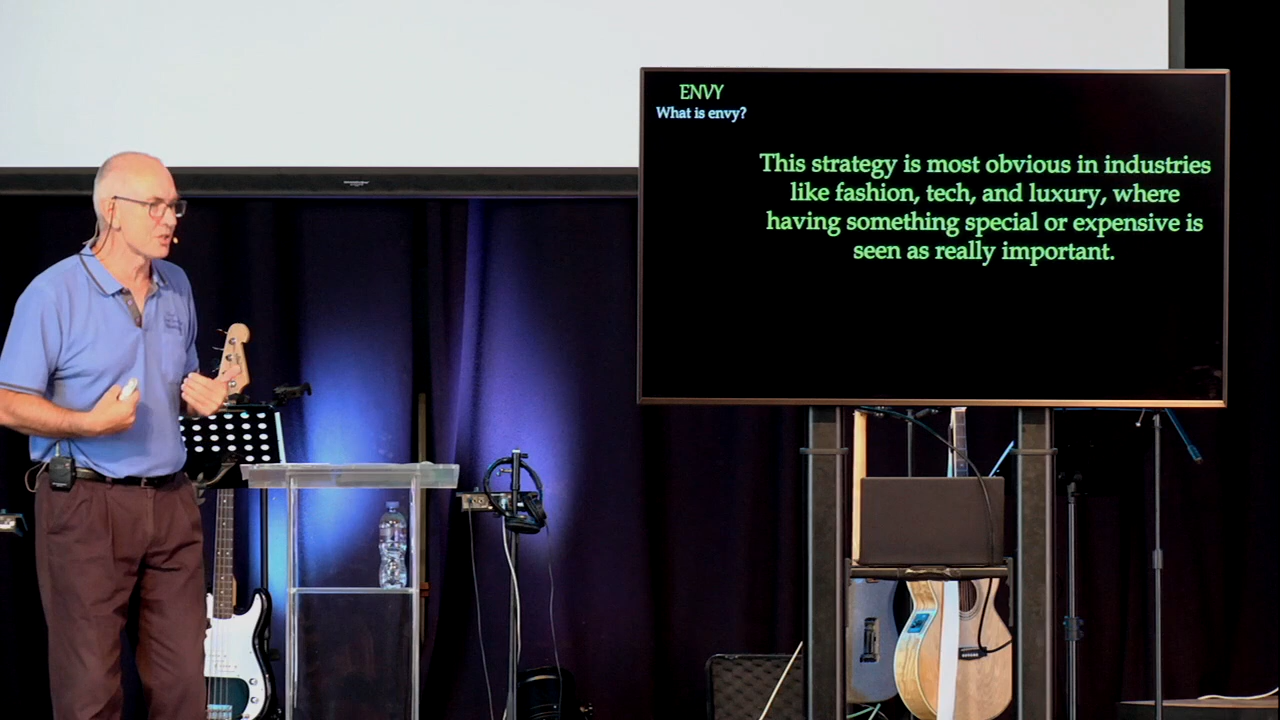 ENVY
What is envy?
This strategy is most obvious in industries
like fashion, tech, and luxury, where
having something special or expensive is
seen as really important.